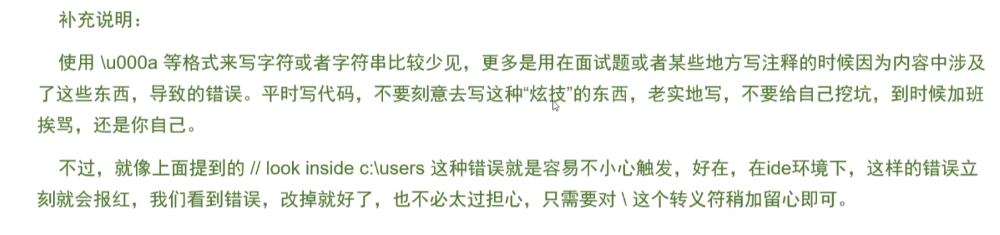 补充说明：
使用 \u000a 等格式来写字符或者字符串比较少见，更多是用在面试题或者某些地方写注释的时候因为内容中涉及
了这些东西，导致的错误。平时写代码，不要刻意去写这种“炫技”的东西，老实地写，不要给自己挖坑，到时候加班
挨骂，还是你自己。
不过，就像上面提到的 // look inside c:\users 这种错误就是容易不小心触发，好在，在ide环境下，这样的错误立
刻就会报红，我们看到错误，改掉就好了，也不必太过担心，只需要对 \ 这个转义符稍加留心即可。